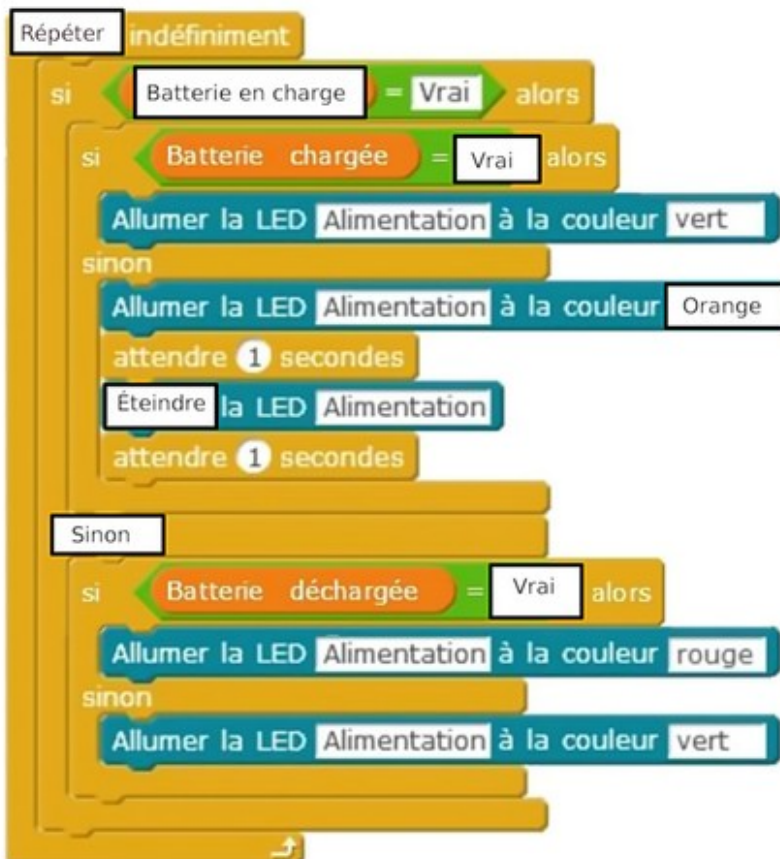 Répéter indéfiniment
si Batterie en charge = Vrai alors
si Batterie chargée = Vrai alors
Allumer la LED Alimentation à la couleur vert
sinon
Allumer la LED Alimentation à la couleur Orange
attendre 1 secondes
Éteindre la LED Alimentation
attendre 1 secondes
Sinon
si Batterie déchargée = Vrai alors
Allumer la LED Alimentation à la couleur rouge
sinon
Allumer la LED Alimentation à la couleur vert